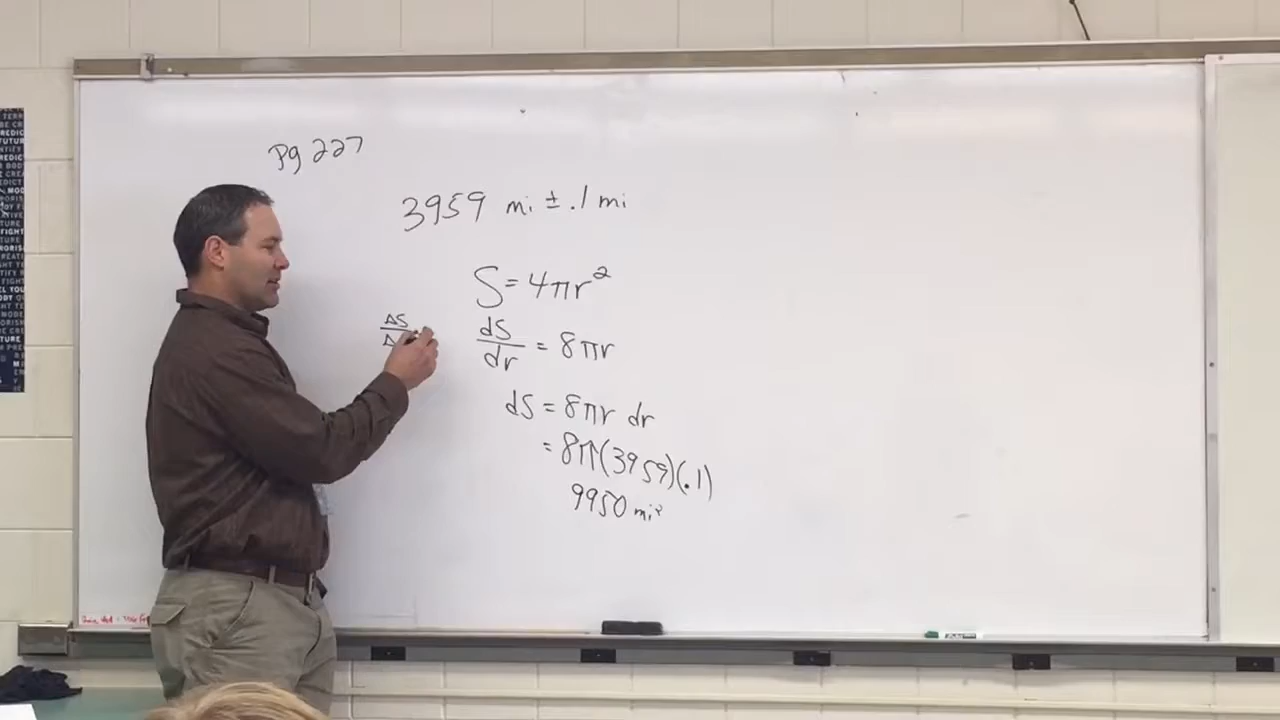 Pg 227
3959 mi ± .1 mi
S = 4πr²
ΔS
Δ
dS/dr = 8πr
dS = 8πr dr
= 8π(3959)(.1)
9950 mi²